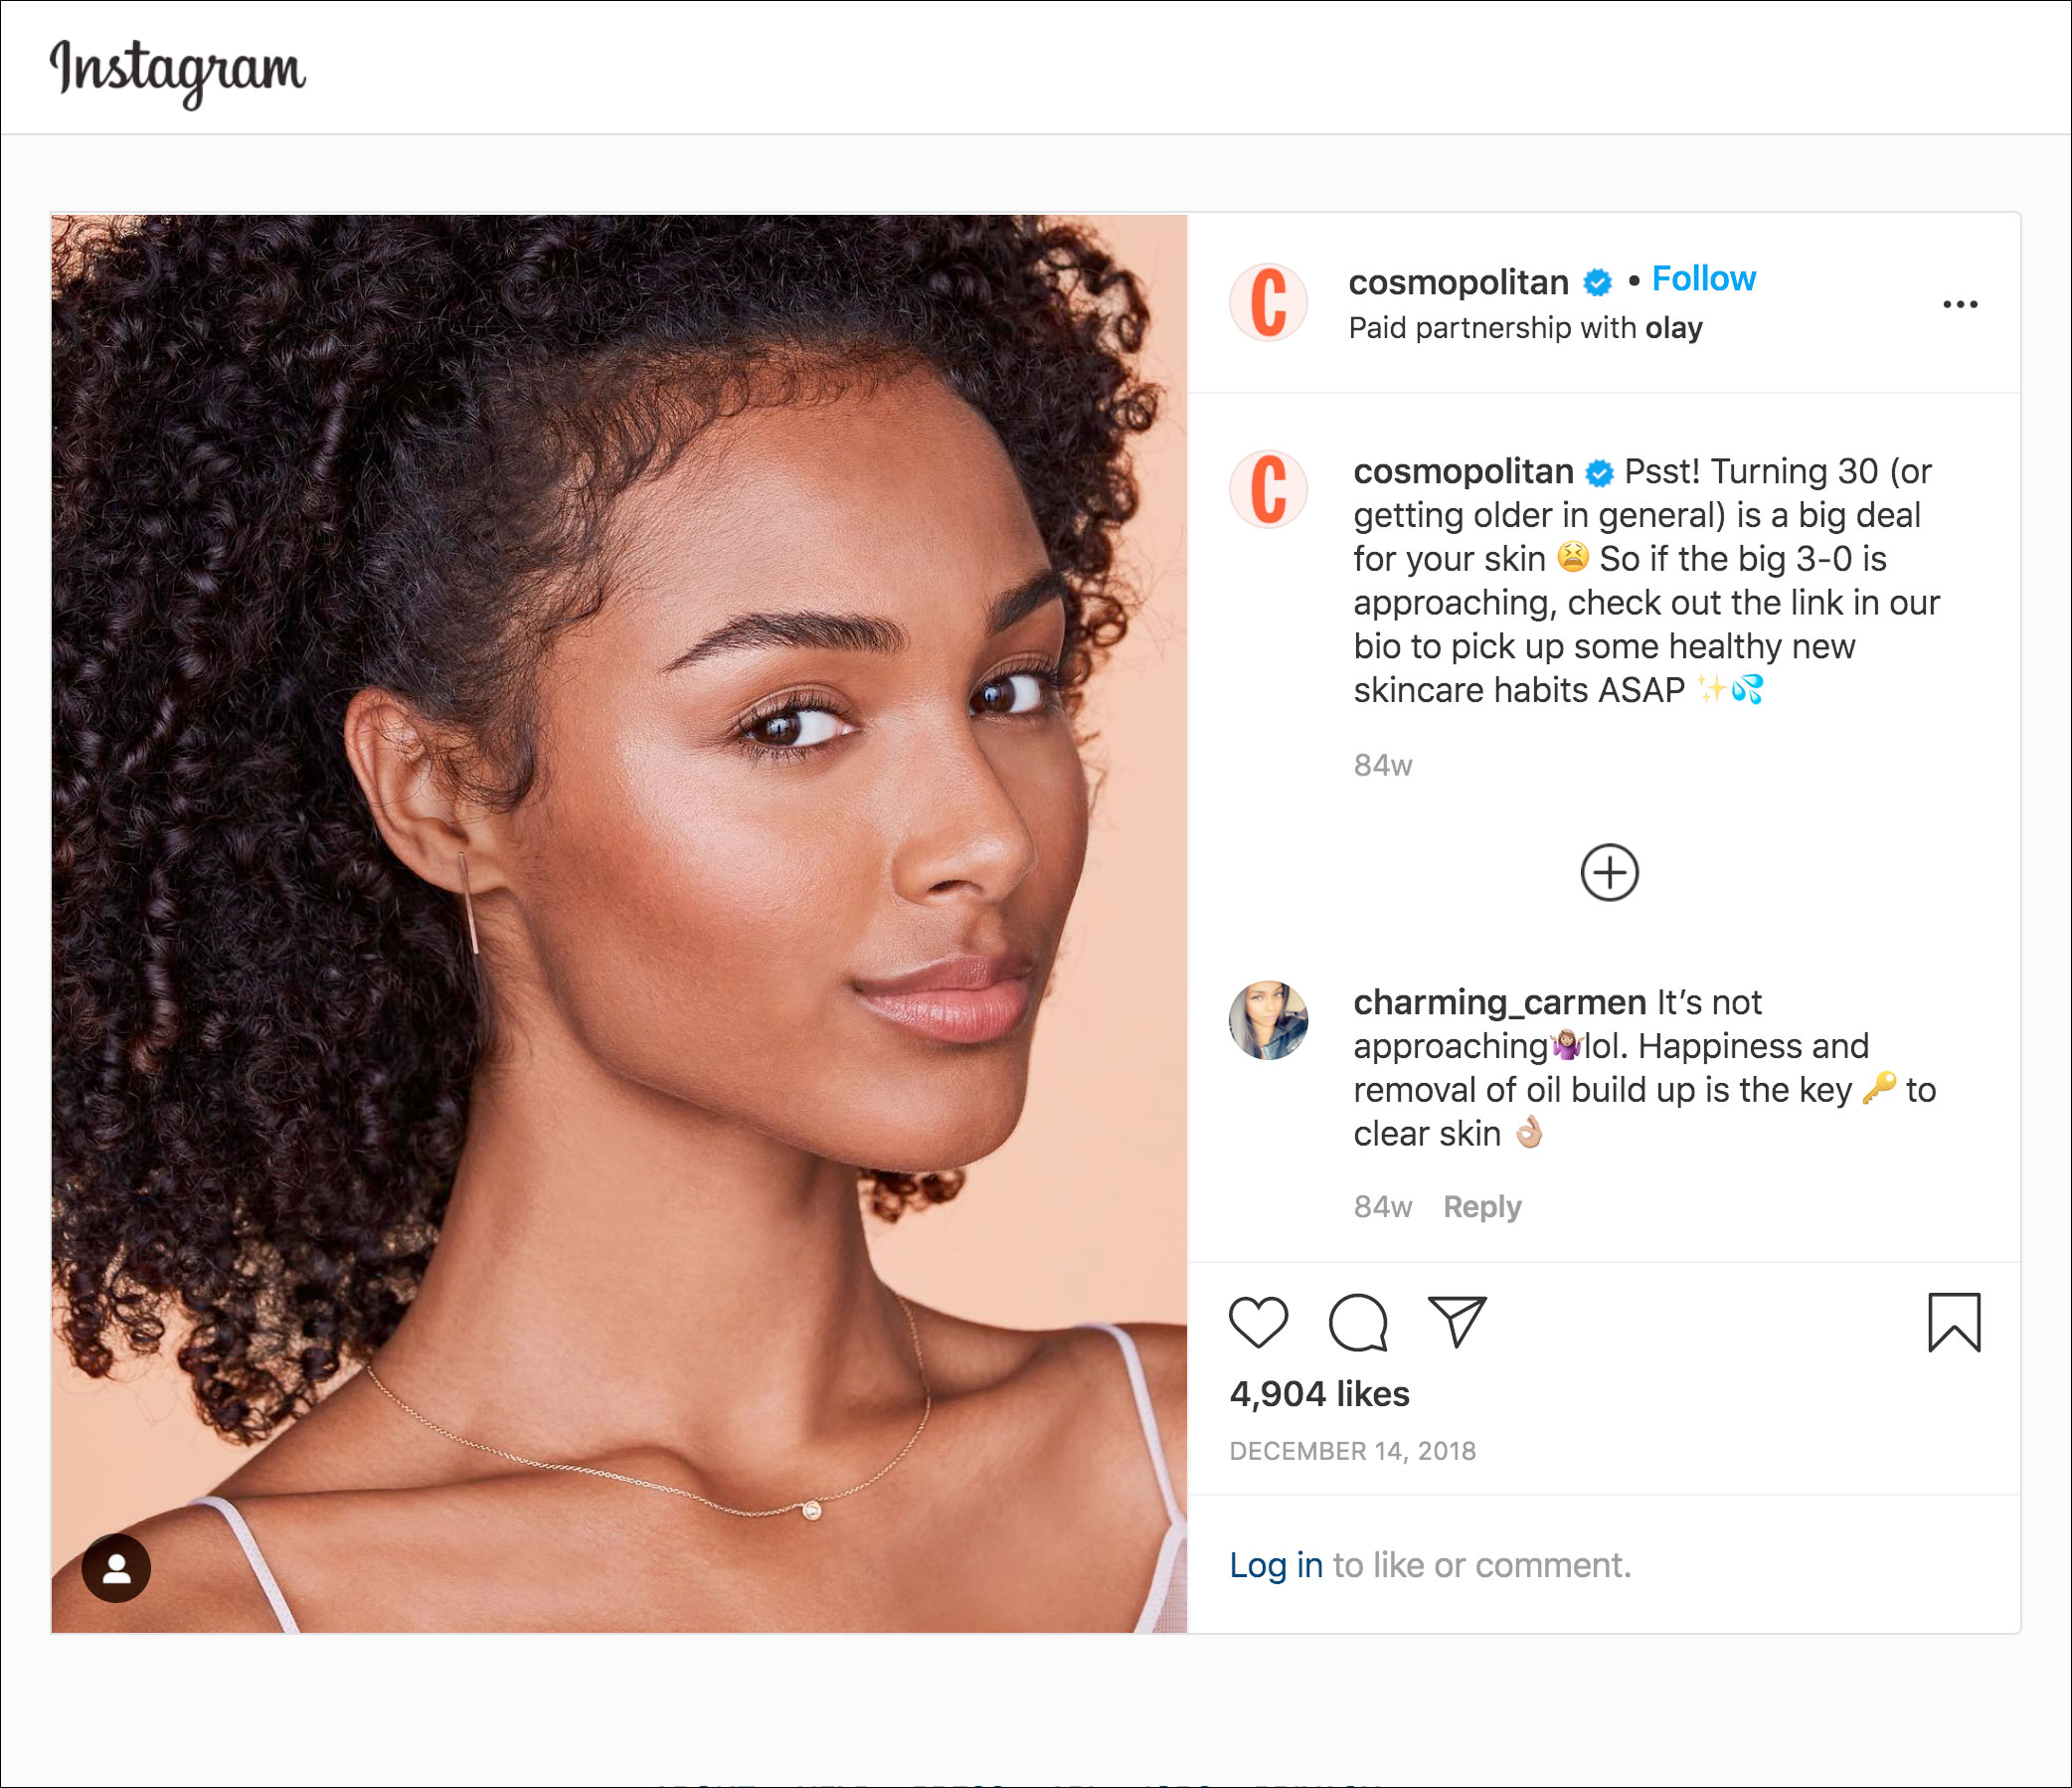 Instagram
C
cosmopolitan • Follow
Paid partnership with olay
•••
C
cosmopolitan Psst! Turning 30 (or
getting older in general) is a big deal
for your skin 😫 So if the big 3-0 is
approaching, check out the link in our
bio to pick up some healthy new
skincare habits ASAP ✨💦
84w
charming_carmen It’s not
approaching🤷🏽‍♀️lol. Happiness and
removal of oil build up is the key 🔑 to
clear skin 👌🏼
84w Reply
4,904 likes
DECEMBER 14, 2018
Log in to like or comment.